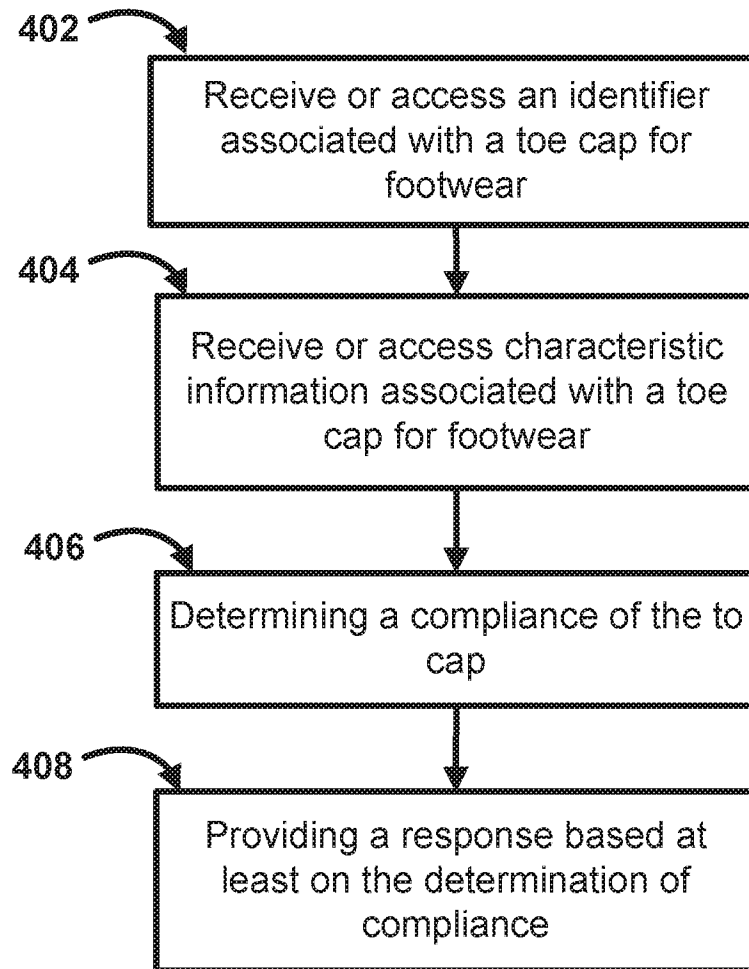 402
Receive or access an identifier
associated with a toe cap for
footwear
404
Receive or access characteristic
information associated with a toe
cap for footwear
406
Determining a compliance of the to
cap
408
Providing a response based at
least on the determination of
compliance